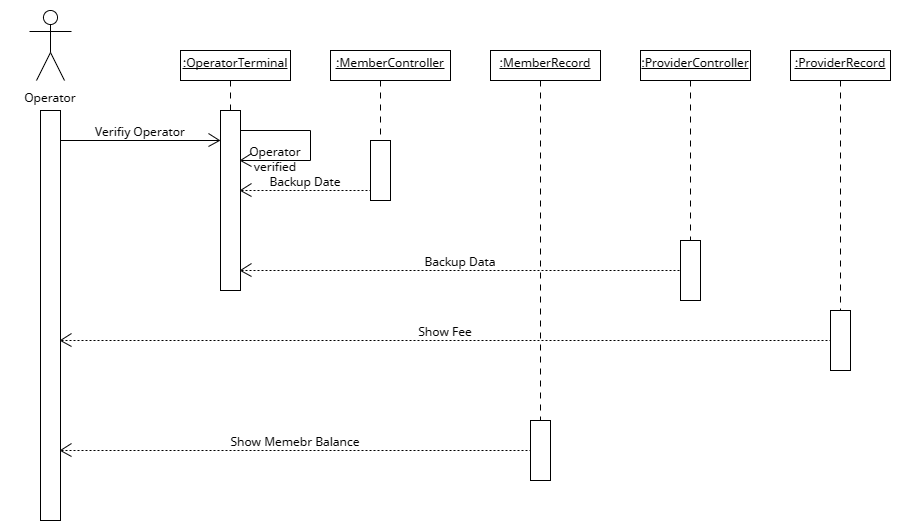 :OperatorTerminal
:MemberController
:MemberRecord
:ProviderController
:ProviderRecord
Operator
Verifiy Operator
Operator
verified
Backup Date
Backup Data
Show Fee
Show Memebr Balance